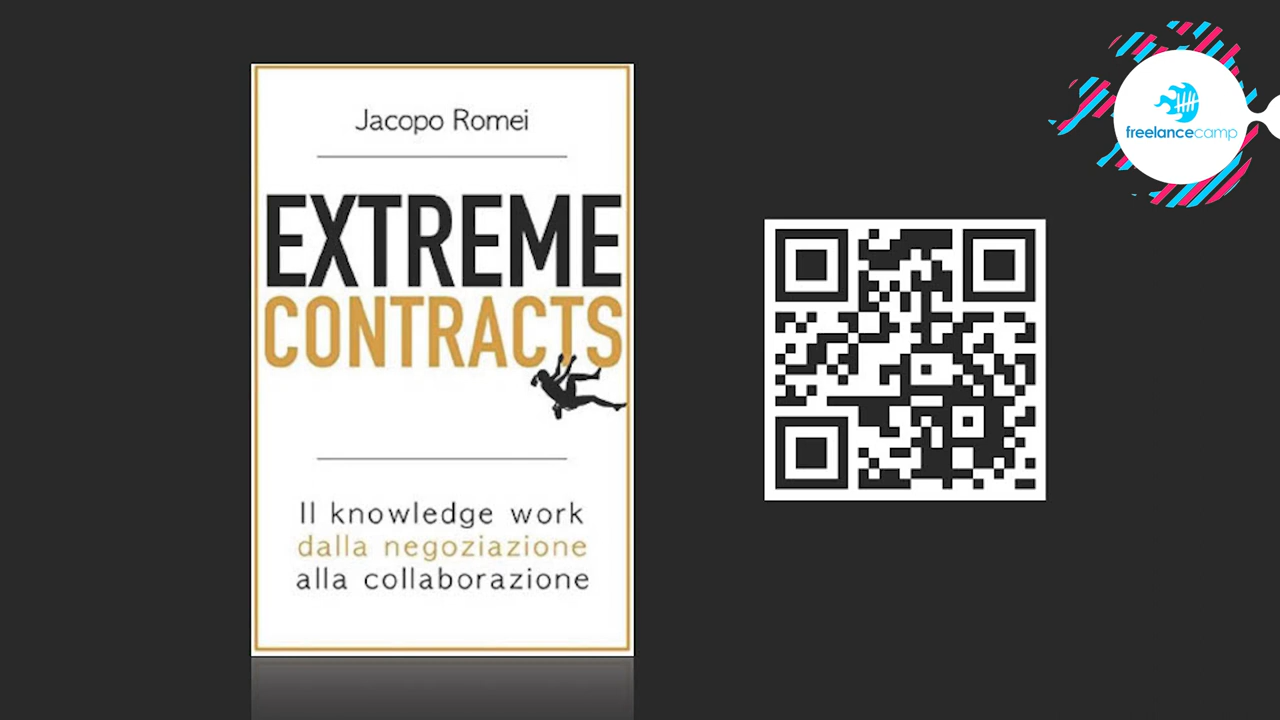 Jacopo Romei
EXTREME
CONTRACTS
Il knowledge work
dalla negoziazione
alla collaborazione
freelancecamp